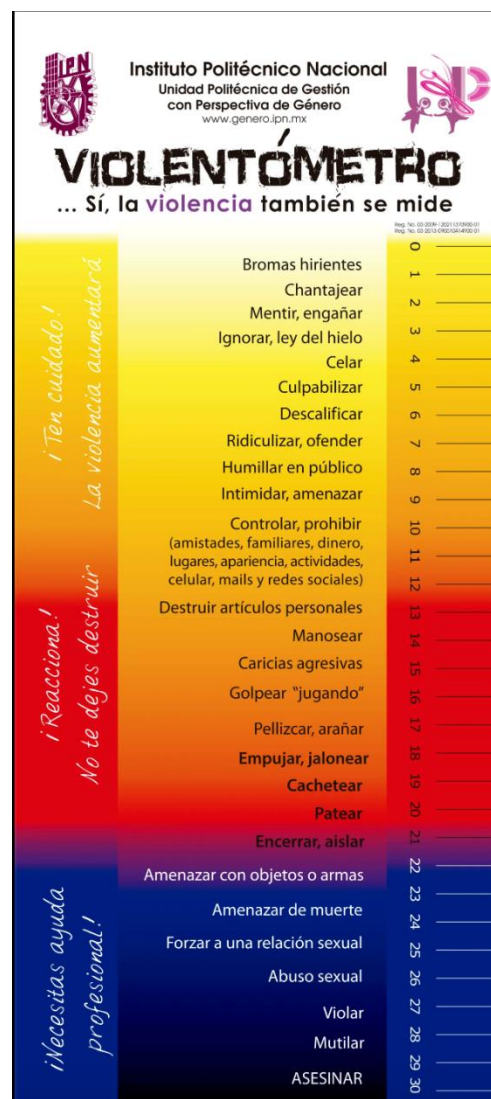 IPN
Instituto Politécnico Nacional
Unidad Politécnica de Gestión
con Perspectiva de Género
www.genero.ipn.mx
VIOLENTÓMETRO
... Sí, la violencia también se mide
¡Ten cuidado!
La violencia aumentará
¡Reacciona!
No te dejes destruir
¡Necesitas ayuda
profesional!
Bromas hirientes
Chantajear
Mentir, engañar
Ignorar, ley del hielo
Celar
Culpabilizar
Descalificar
Ridiculizar, ofender
Humillar en público
Intimidar, amenazar
Controlar, prohibir
(amistades, familiares, dinero,
lugares, apariencia, actividades,
celular, mails y redes sociales)
Destruir artículos personales
Manosear
Caricias agresivas
Golpear "jugando"
Pellizcar, arañar
Empujar, jalonear
Cachetear
Patear
Encerrar, aislar
Amenazar con objetos o armas
Amenazar de muerte
Forzar a una relación sexual
Abuso sexual
Violar
Mutilar
ASESINAR
0
1
2
3
4
5
6
7
8
9
10
11
12
13
14
15
16
17
18
19
20
21
22
23
24
25
26
27
28
29
30